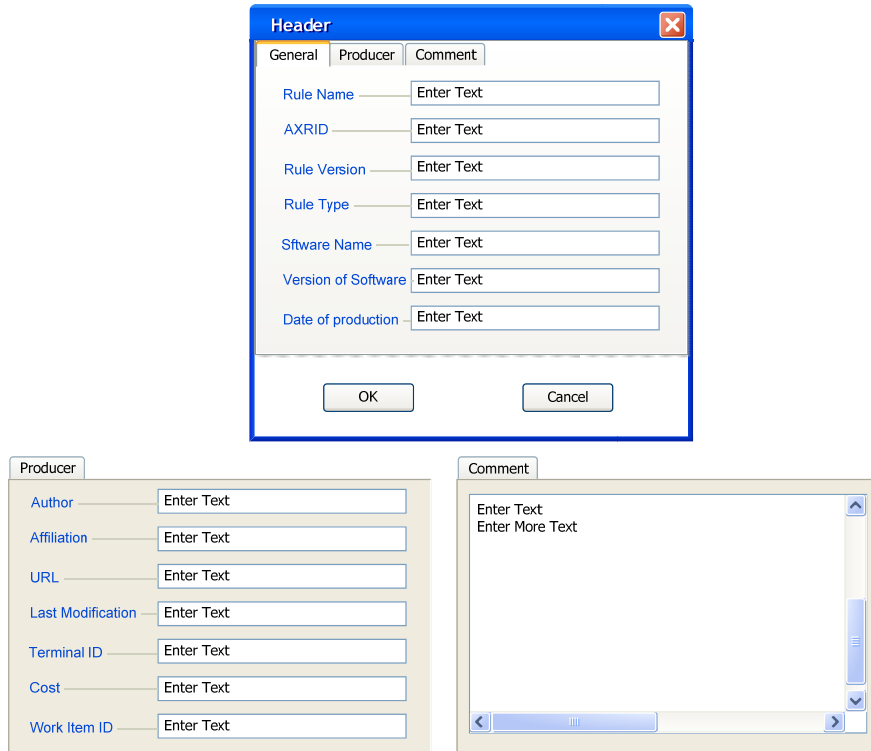 Header
General Producer Comment
Rule Name Enter Text
AXRID Enter Text
Rule Version Enter Text
Rule Type Enter Text
Sftware Name Enter Text
Version of Software Enter Text
Date of production Enter Text
OK Cancel
Producer
Author Enter Text
Affiliation Enter Text
URL Enter Text
Last Modification Enter Text
Terminal ID Enter Text
Cost Enter Text
Work Item ID Enter Text
Comment
Enter Text
Enter More Text